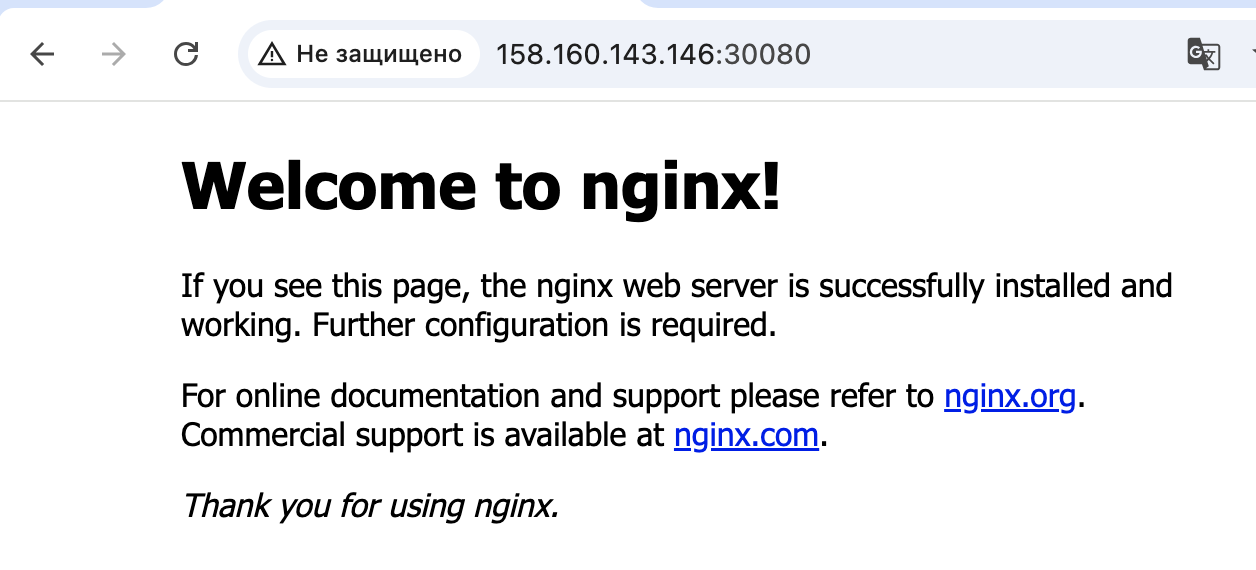 Не защищено 158.160.143.146:30080
Welcome to nginx!
If you see this page, the nginx web server is successfully installed and
working. Further configuration is required.
For online documentation and support please refer to nginx.org.
Commercial support is available at nginx.com.
Thank you for using nginx.